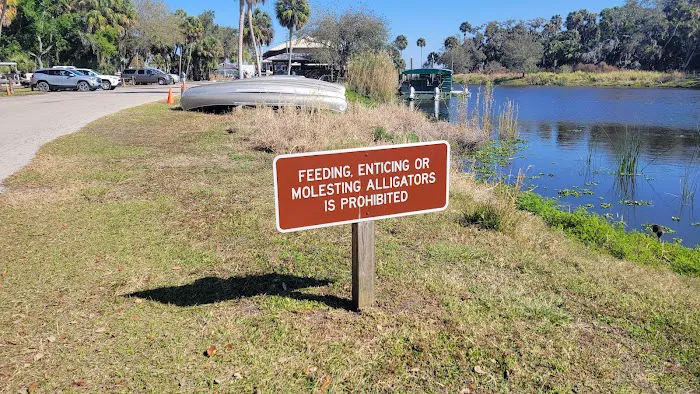 FEEDING, ENTICING OR
MOLESTING ALLIGATORS
IS PROHIBITED